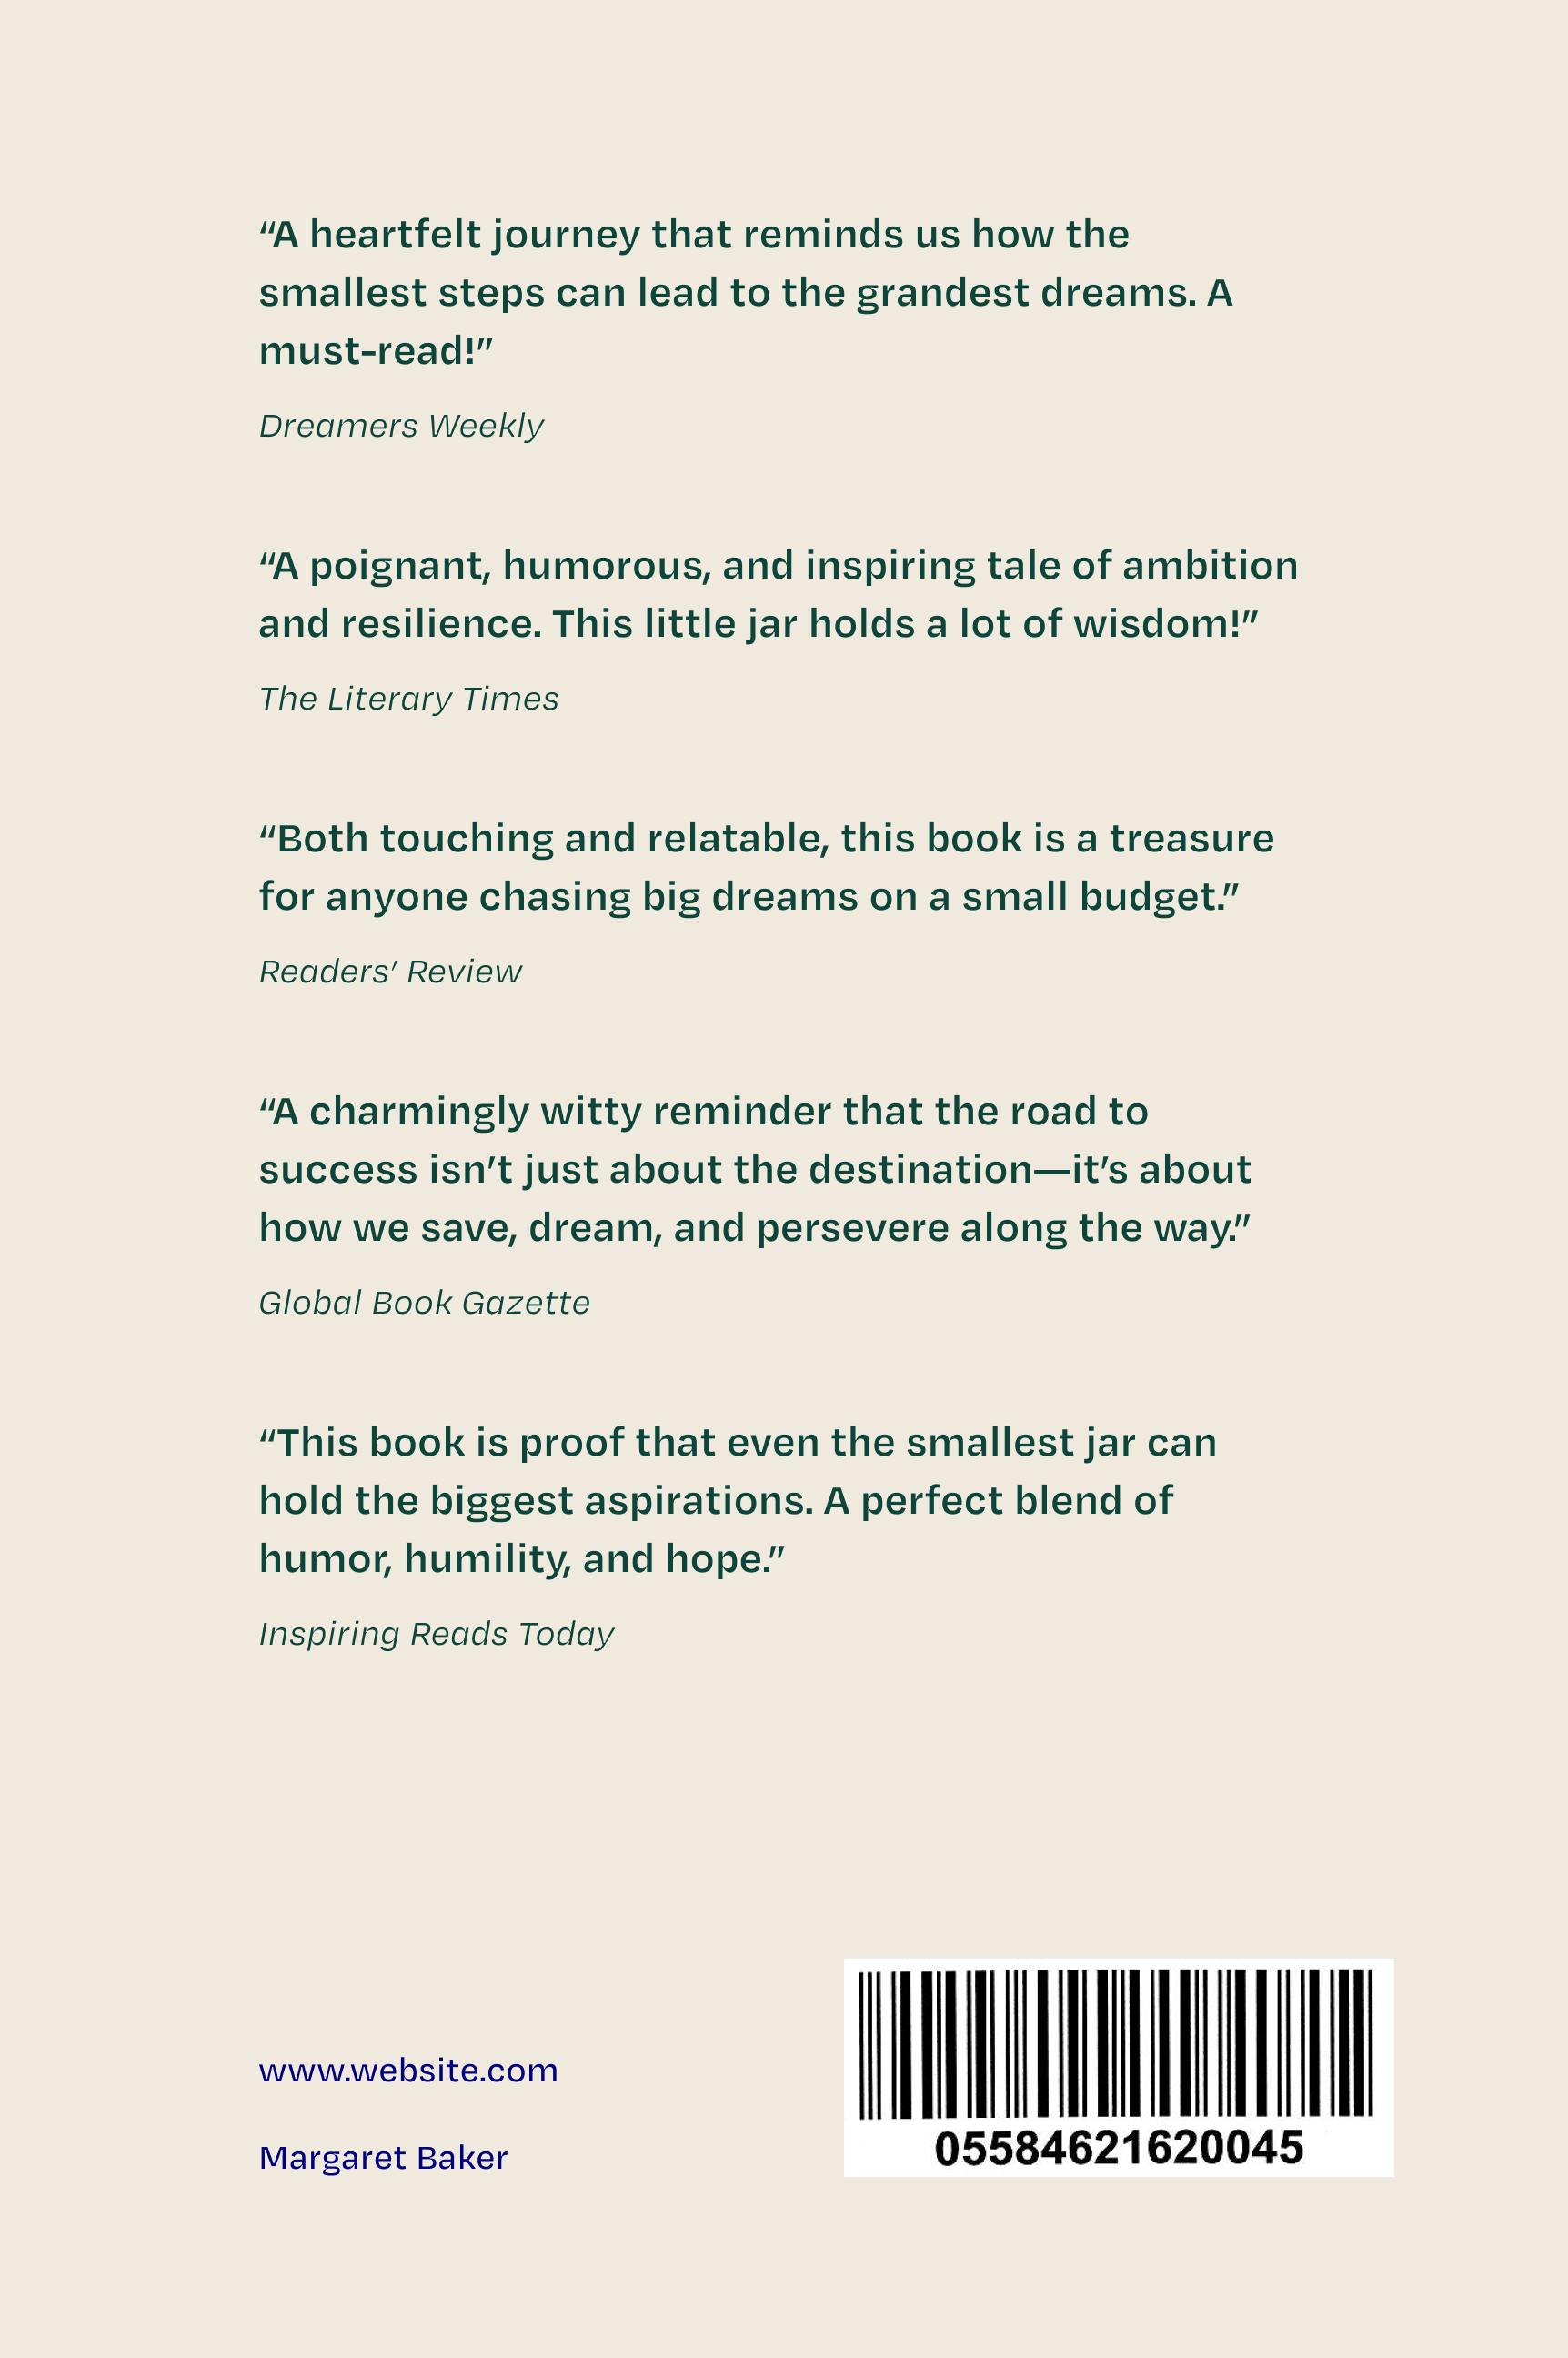 “A heartfelt journey that reminds us how the
smallest steps can lead to the grandest dreams. A
must-read!”
Dreamers Weekly
“A poignant, humorous, and inspiring tale of ambition
and resilience. This little jar holds a lot of wisdom!”
The Literary Times
“Both touching and relatable, this book is a treasure
for anyone chasing big dreams on a small budget.”
Readers’ Review
“A charmingly witty reminder that the road to
success isn’t just about the destination—it’s about
how we save, dream, and persevere along the way.”
Global Book Gazette
“This book is proof that even the smallest jar can
hold the biggest aspirations. A perfect blend of
humor, humility, and hope.”
Inspiring Reads Today
www.website.com
Margaret Baker
05584621620045